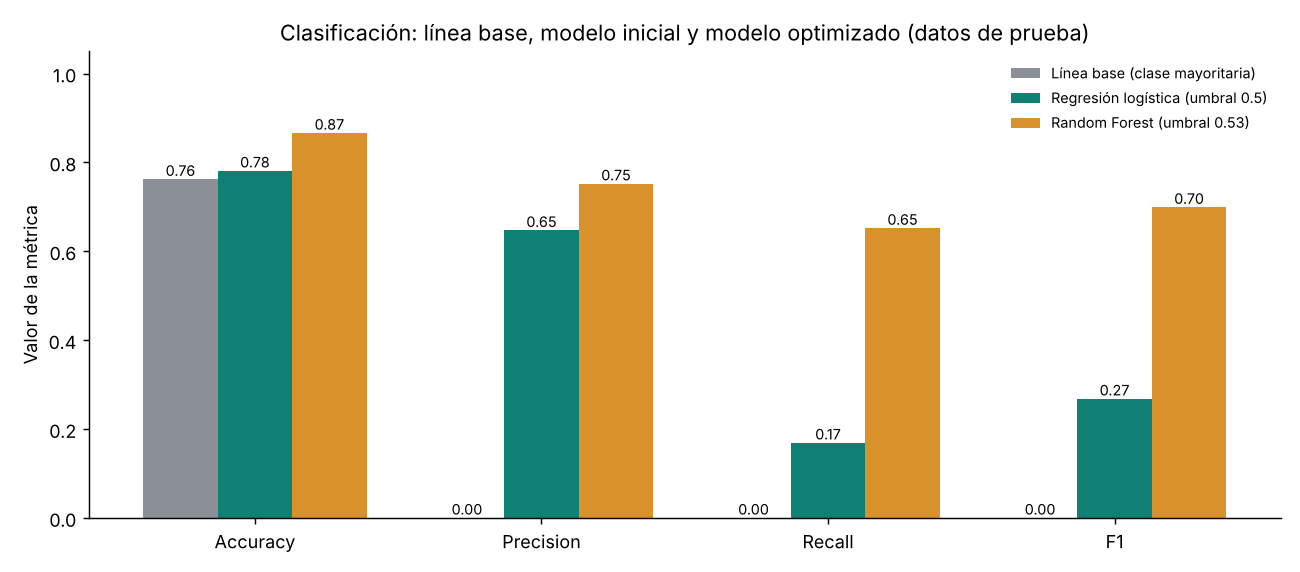 Clasificación: línea base, modelo inicial y modelo optimizado (datos de prueba)
Línea base (clase mayoritaria)
Regresión logística (umbral 0.5)
Random Forest (umbral 0.53)
Valor de la métrica
1.0
0.8
0.6
0.4
0.2
0.0
0.76
0.78
0.87
0.00
0.65
0.75
0.00
0.17
0.65
0.00
0.27
0.70
Accuracy
Precision
Recall
F1